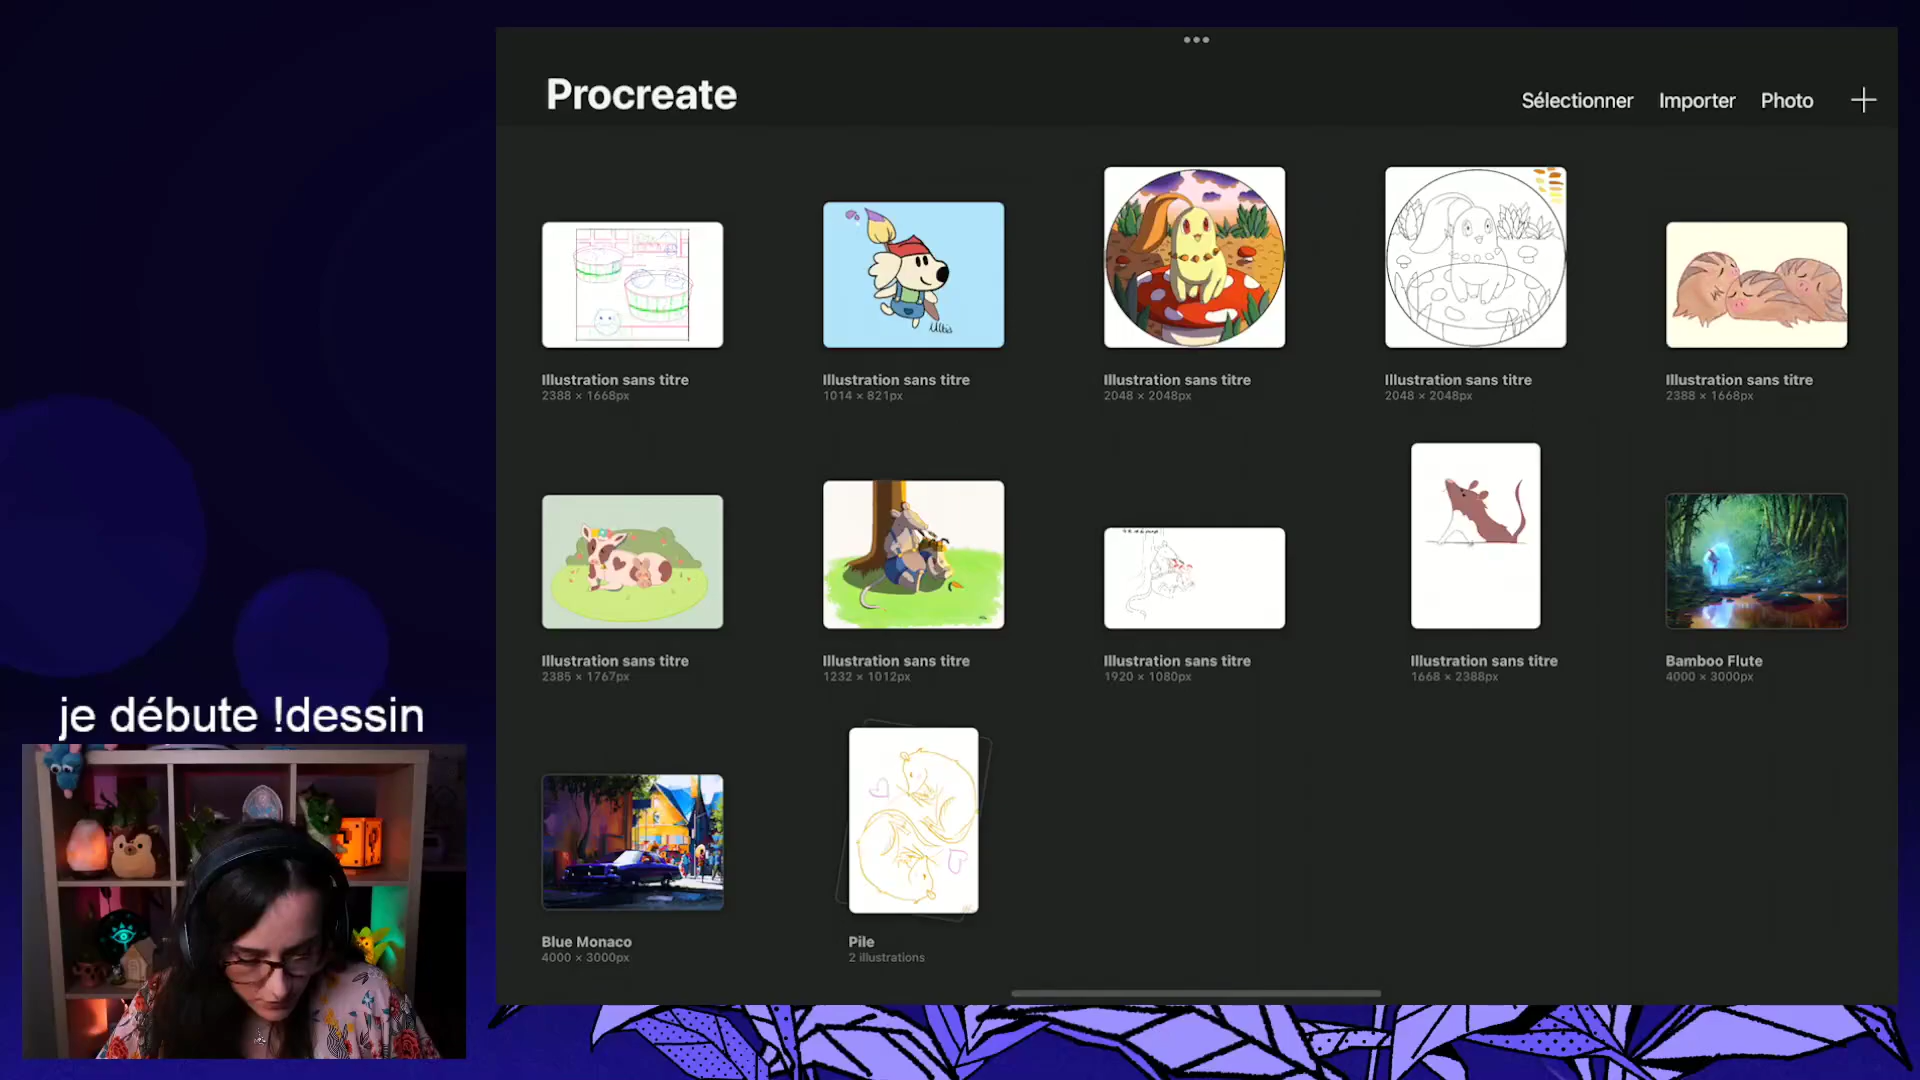 Procreate
Sélectionner Importer Photo
Illustration sans titre
2388 × 1668px
Illustration sans titre
1014 × 821px
Illustration sans titre
2048 × 2048px
Illustration sans titre
2048 × 2048px
Illustration sans titre
2388 × 1668px
Illustration sans titre
2385 × 1767px
Illustration sans titre
1232 × 1012px
Illustration sans titre
1920 × 1080px
Illustration sans titre
1668 × 2388px
Bamboo Flute
4000 × 3000px
Blue Monaco
4000 × 3000px
Pile
2 illustrations
je débute !dessin